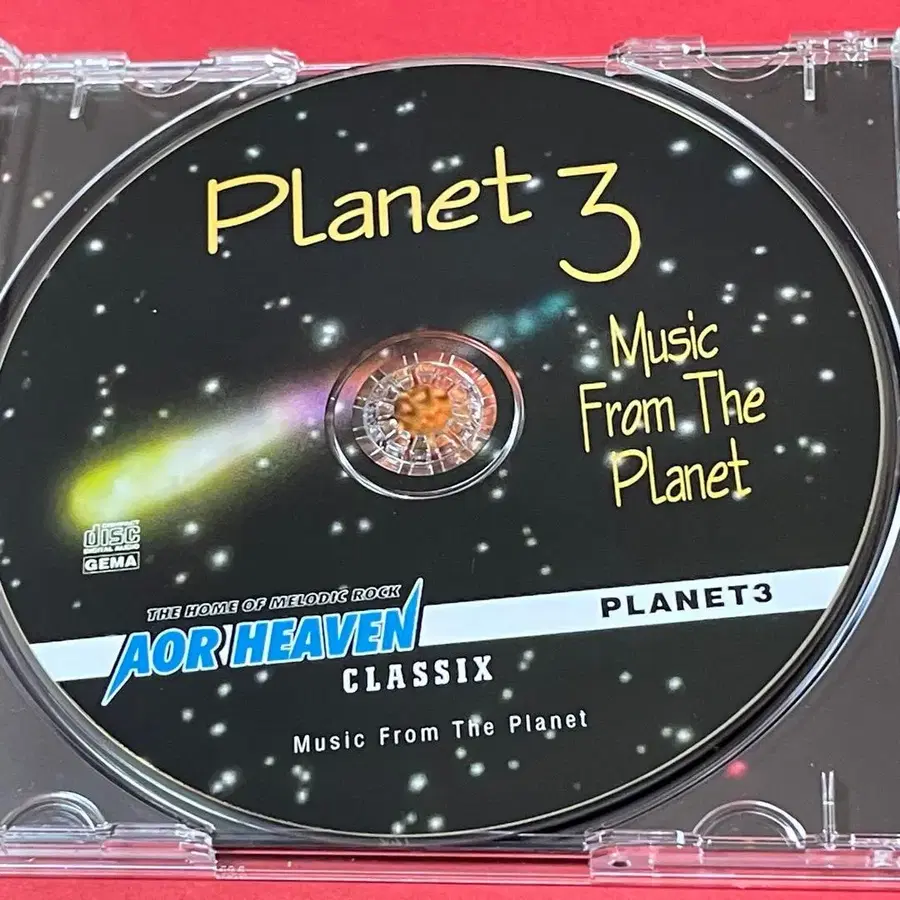 Planet 3
Music
From The
Planet
COMPACT
disc
DIGITAL AUDIO
GEMA
THE HOME OF MELODIC ROCK
AOR HEAVEN
CLASSIX
PLANET3
Music From The Planet